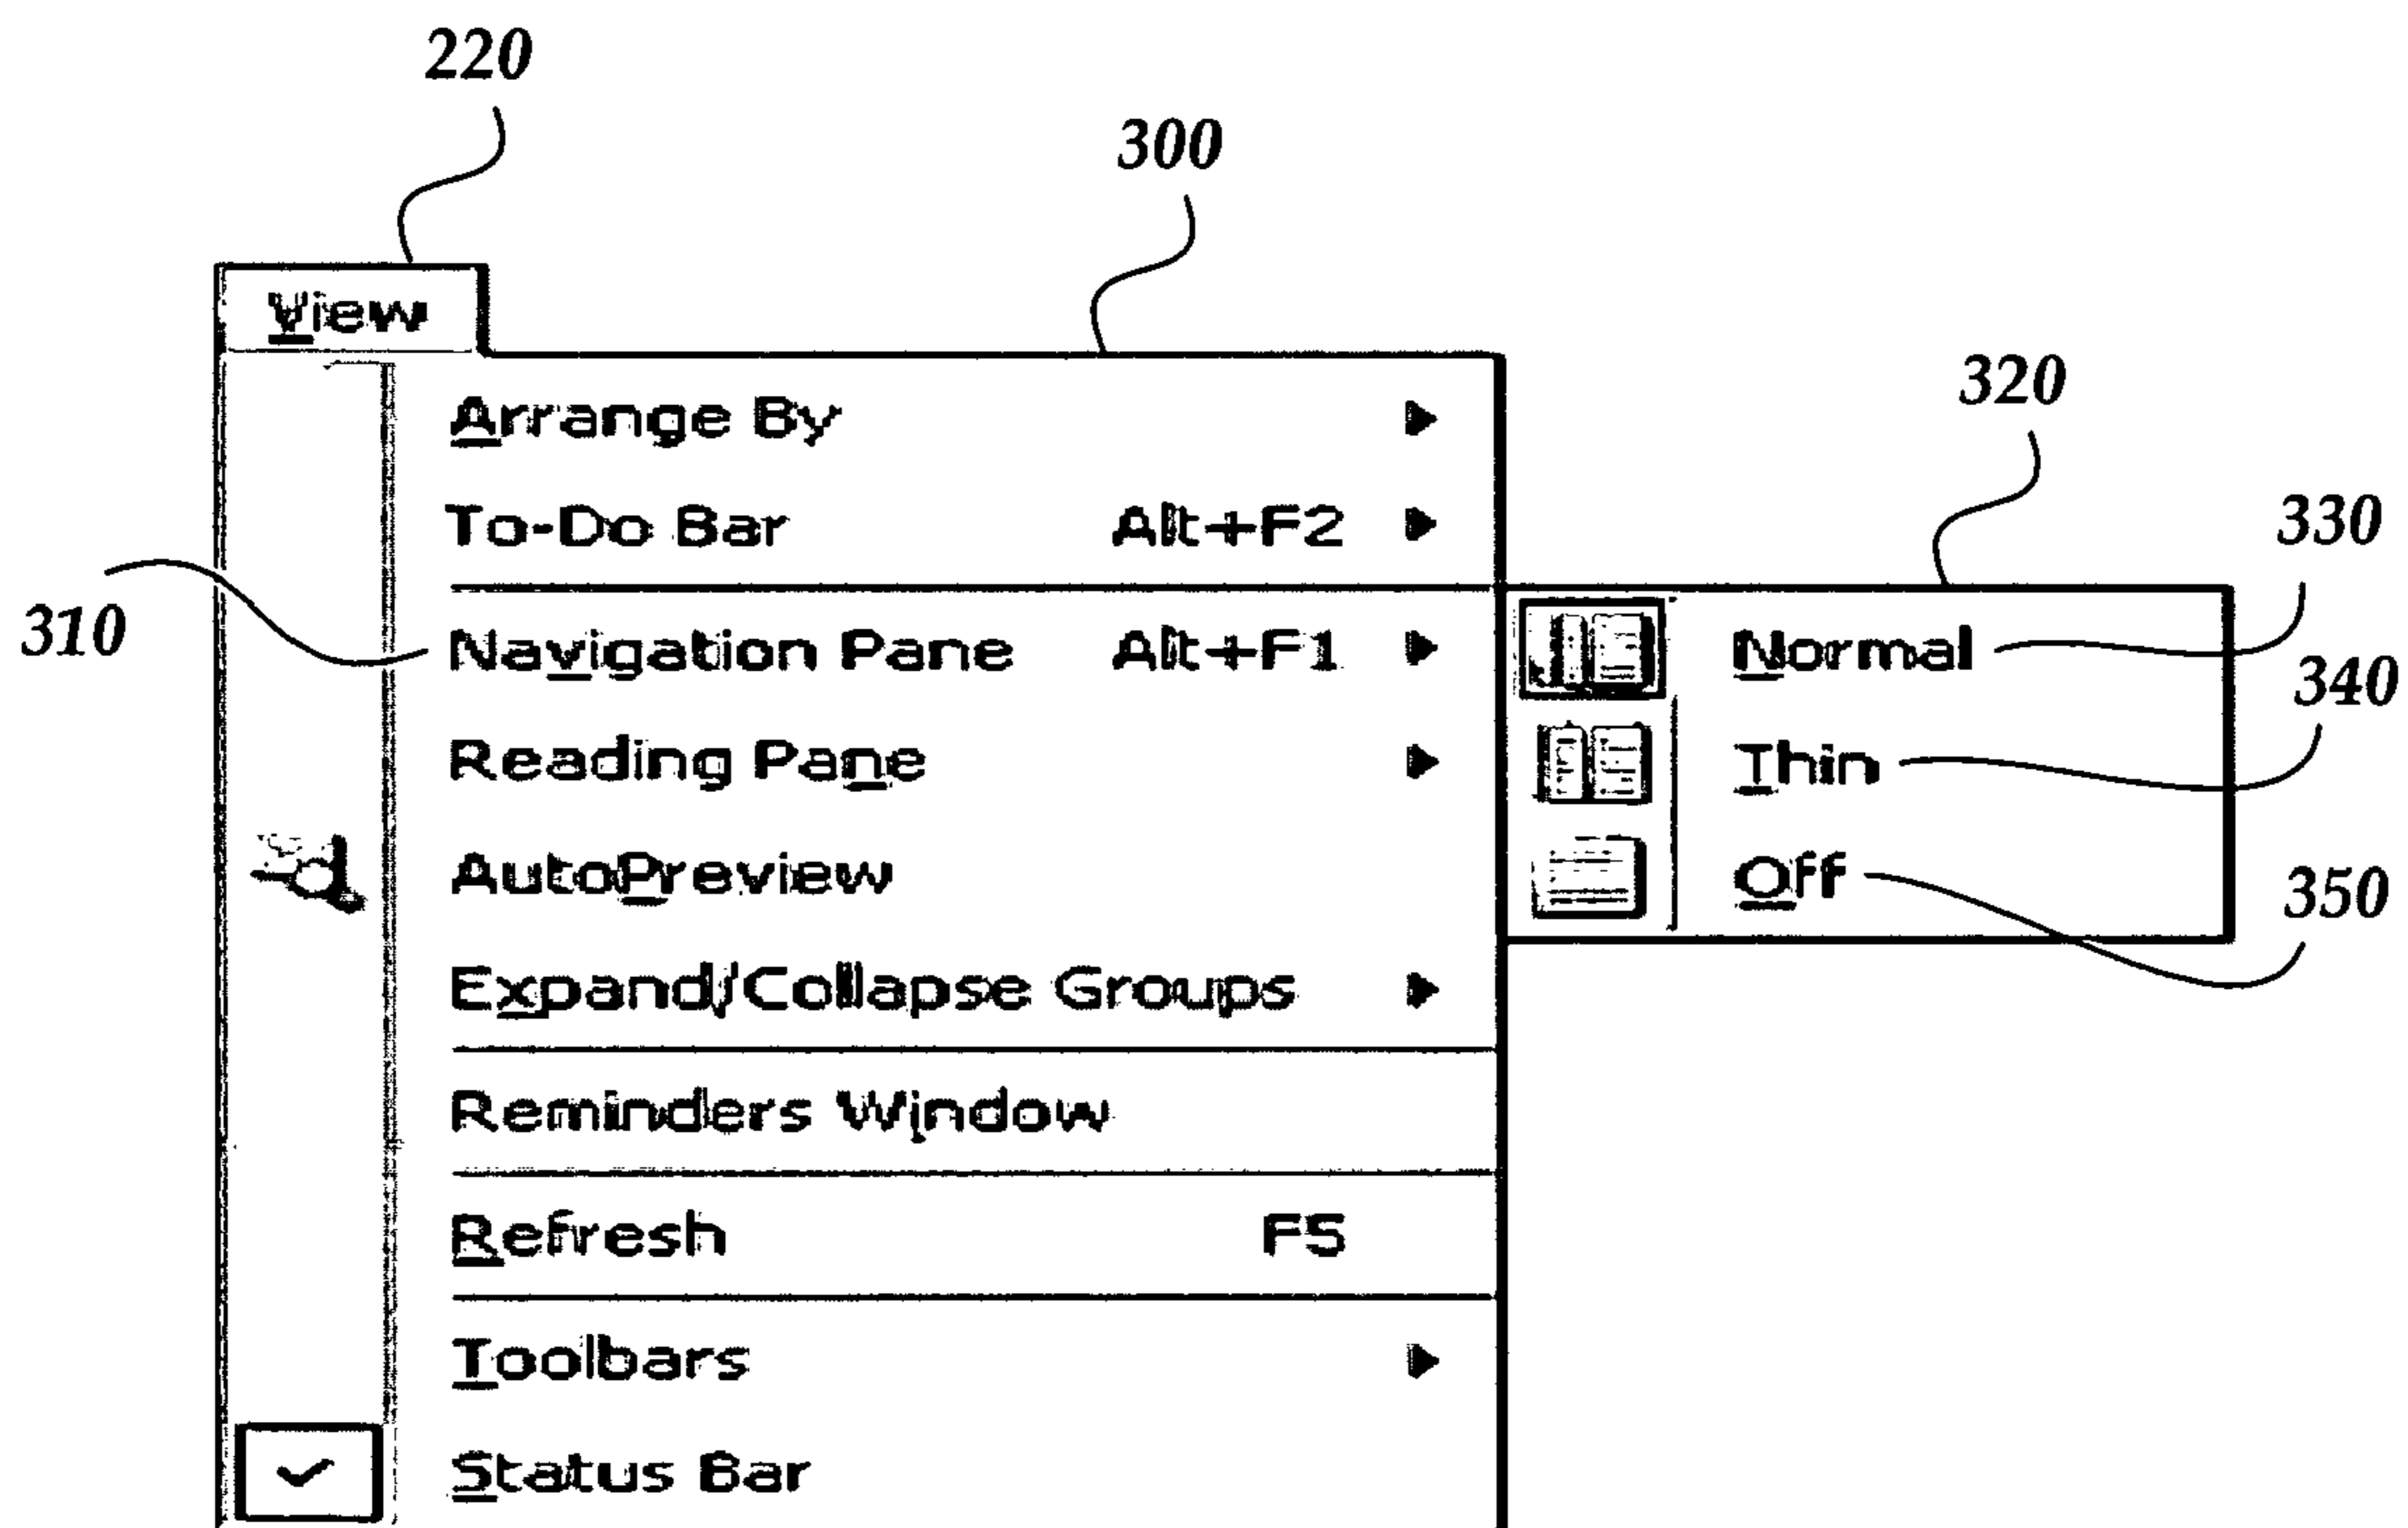 220
300
View
320
Arrange By
330
To-Do Bar Alt+F2
310
Navigation Pane Alt+F1 Normal
340
Reading Pane Thin
AutoPreview Off
350
Expand/Collapse Groups
Reminders Window
Refresh F5
Toolbars
Status Bar